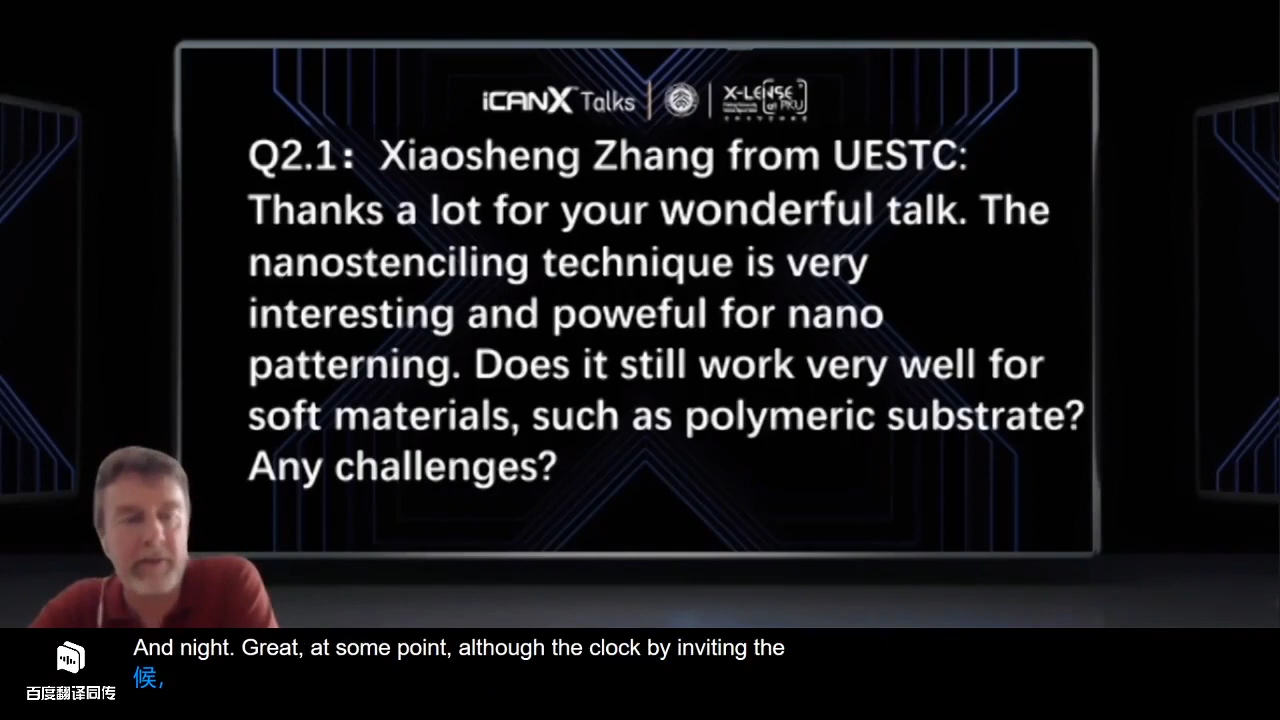 iCANX Talks
X-LENSE
at PKU
Q2.1: Xiaosheng Zhang from UESTC:
Thanks a lot for your wonderful talk. The
nanostenciling technique is very
interesting and poweful for nano
patterning. Does it still work very well for
soft materials, such as polymeric substrate?
Any challenges?
And night. Great, at some point, although the clock by inviting the
候,
百度翻译同传